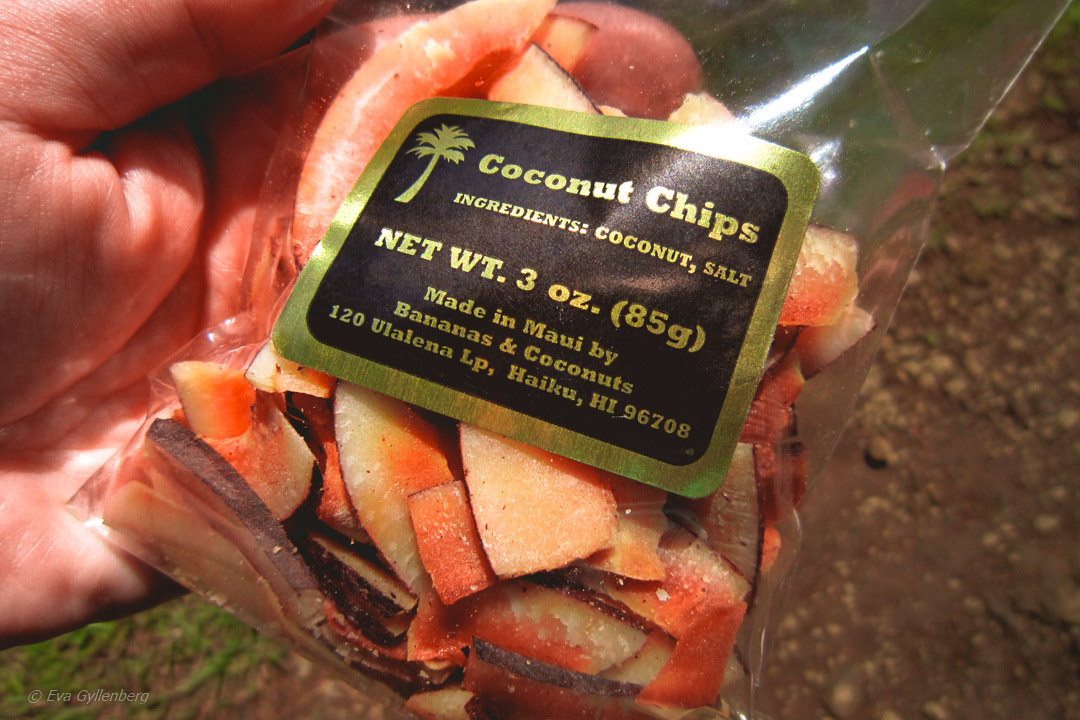 Coconut Chips
INGREDIENTS: COCONUT, SALT
NET WT. 3 oz. (85g)
Made in Maui by
Bananas & Coconuts
120 Ulalena Lp, Haiku, HI 96708
© Eva Gyllenberg